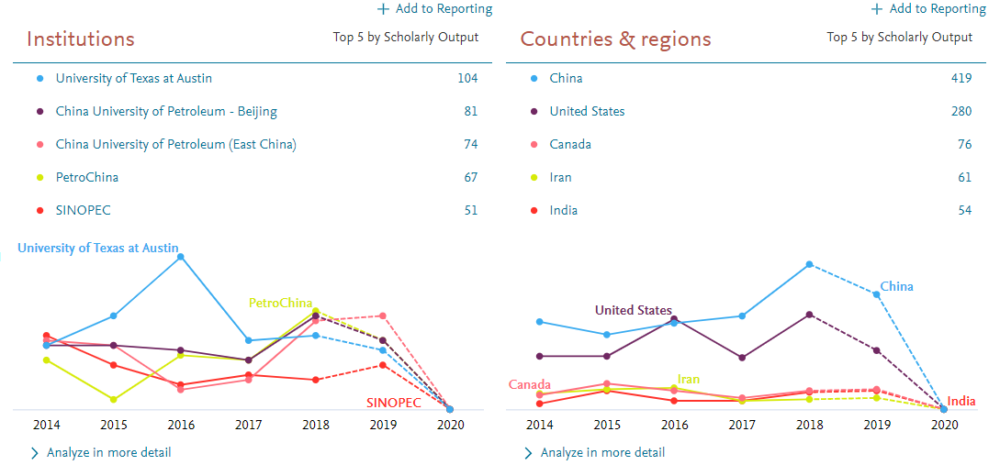 + Add to Reporting
Institutions Top 5 by Scholarly Output
University of Texas at Austin 104
China University of Petroleum - Beijing 81
China University of Petroleum (East China) 74
PetroChina 67
SINOPEC 51
University of Texas at Austin
PetroChina
SINOPEC
2014 2015 2016 2017 2018 2019 2020
Analyze in more detail
+ Add to Reporting
Countries & regions Top 5 by Scholarly Output
China 419
United States 280
Canada 76
Iran 61
India 54
China
United States
Iran
Canada
India
2014 2015 2016 2017 2018 2019 2020
Analyze in more detail